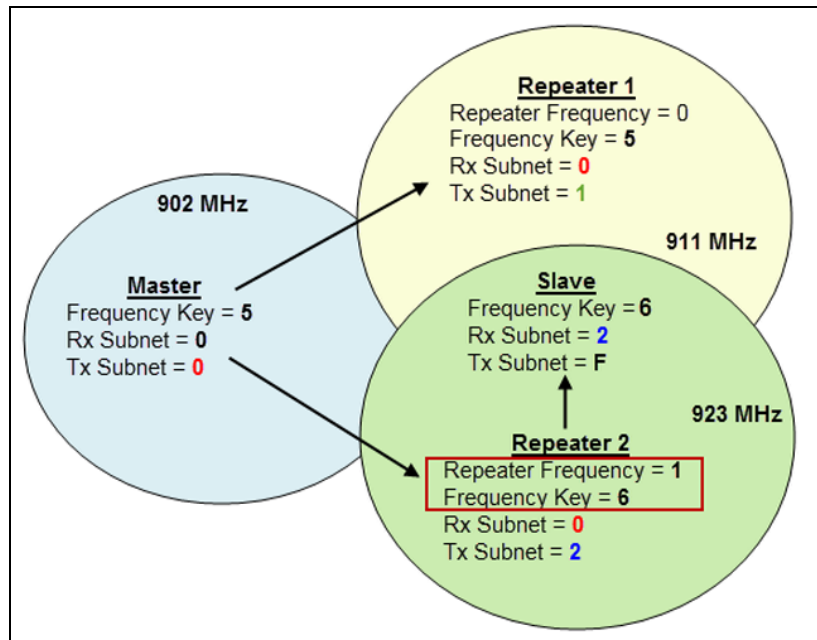 Repeater 1
Repeater Frequency = 0
Frequency Key = 5
Rx Subnet = 0
Tx Subnet = 1
902 MHz
911 MHz
Master
Frequency Key = 5
Rx Subnet = 0
Tx Subnet = 0
Slave
Frequency Key = 6
Rx Subnet = 2
Tx Subnet = F
923 MHz
Repeater 2
Repeater Frequency = 1
Frequency Key = 6
Rx Subnet = 0
Tx Subnet = 2